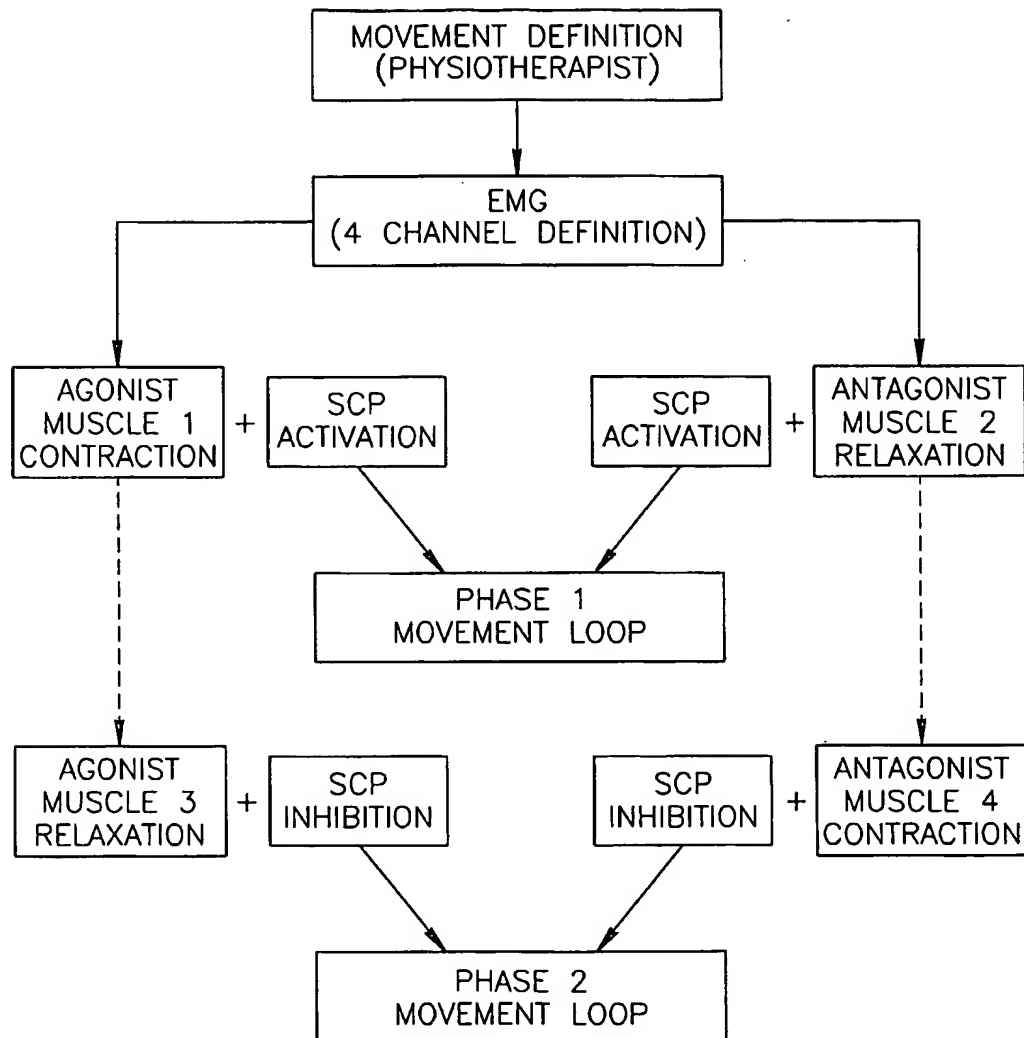 MOVEMENT DEFINITION
(PHYSIOTHERAPIST)
EMG
(4 CHANNEL DEFINITION)
AGONIST
MUSCLE 1
CONTRACTION
+
SCP
ACTIVATION
SCP
ACTIVATION
+
ANTAGONIST
MUSCLE 2
RELAXATION
PHASE 1
MOVEMENT LOOP
AGONIST
MUSCLE 3
RELAXATION
+
SCP
INHIBITION
SCP
INHIBITION
+
ANTAGONIST
MUSCLE 4
CONTRACTION
PHASE 2
MOVEMENT LOOP